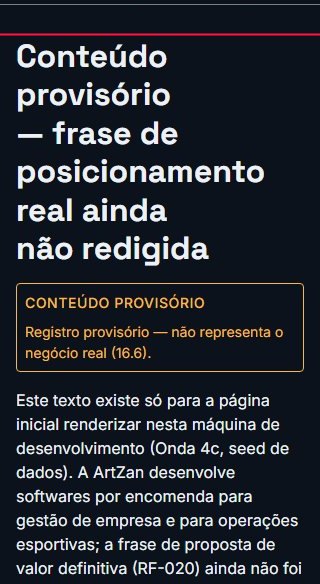 Conteúdo
provisório
— frase de
posicionamento
real ainda
não redigida
CONTEÚDO PROVISÓRIO
Registro provisório — não representa o
negócio real (16.6).
Este texto existe só para a página
inicial renderizar nesta máquina de
desenvolvimento (Onda 4c, seed de
dados). A ArtZan desenvolve
softwares por encomenda para
gestão de empresa e para operações
esportivas; a frase de proposta de
valor definitiva (RF-020) ainda não foi